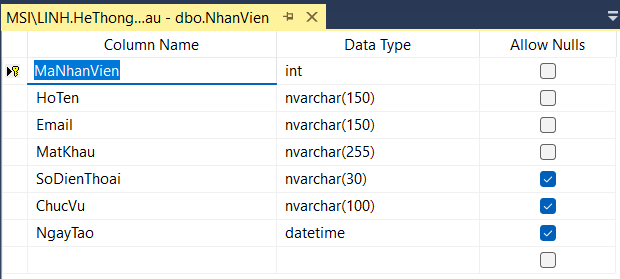 MSI\LINH.HeThong...au - dbo.NhanVien
Column Name Data Type Allow Nulls
MaNhanVien int
HoTen nvarchar(150)
Email nvarchar(150)
MatKhau nvarchar(255)
SoDienThoai nvarchar(30)
ChucVu nvarchar(100)
NgayTao datetime